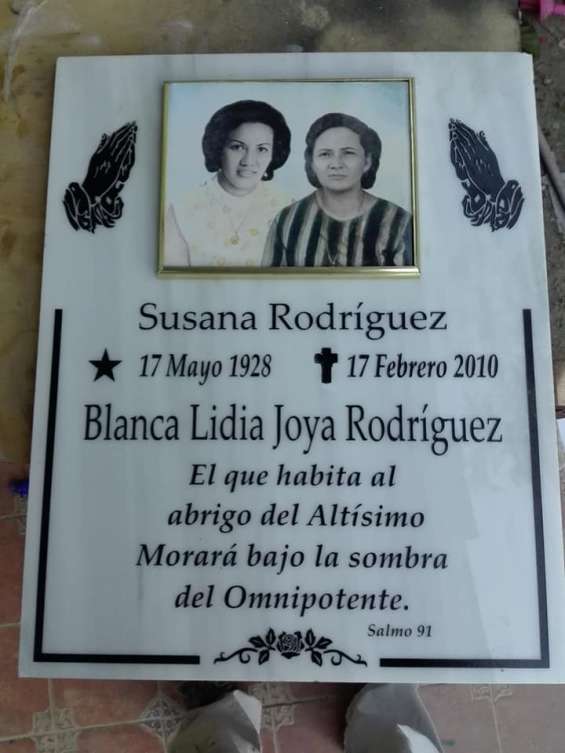 Susana Rodríguez
17 Mayo 1928 17 Febrero 2010
Blanca Lidia Joya Rodríguez
El que habita al
abrigo del Altísimo
Morará bajo la sombra
del Omnipotente.
Salmo 91